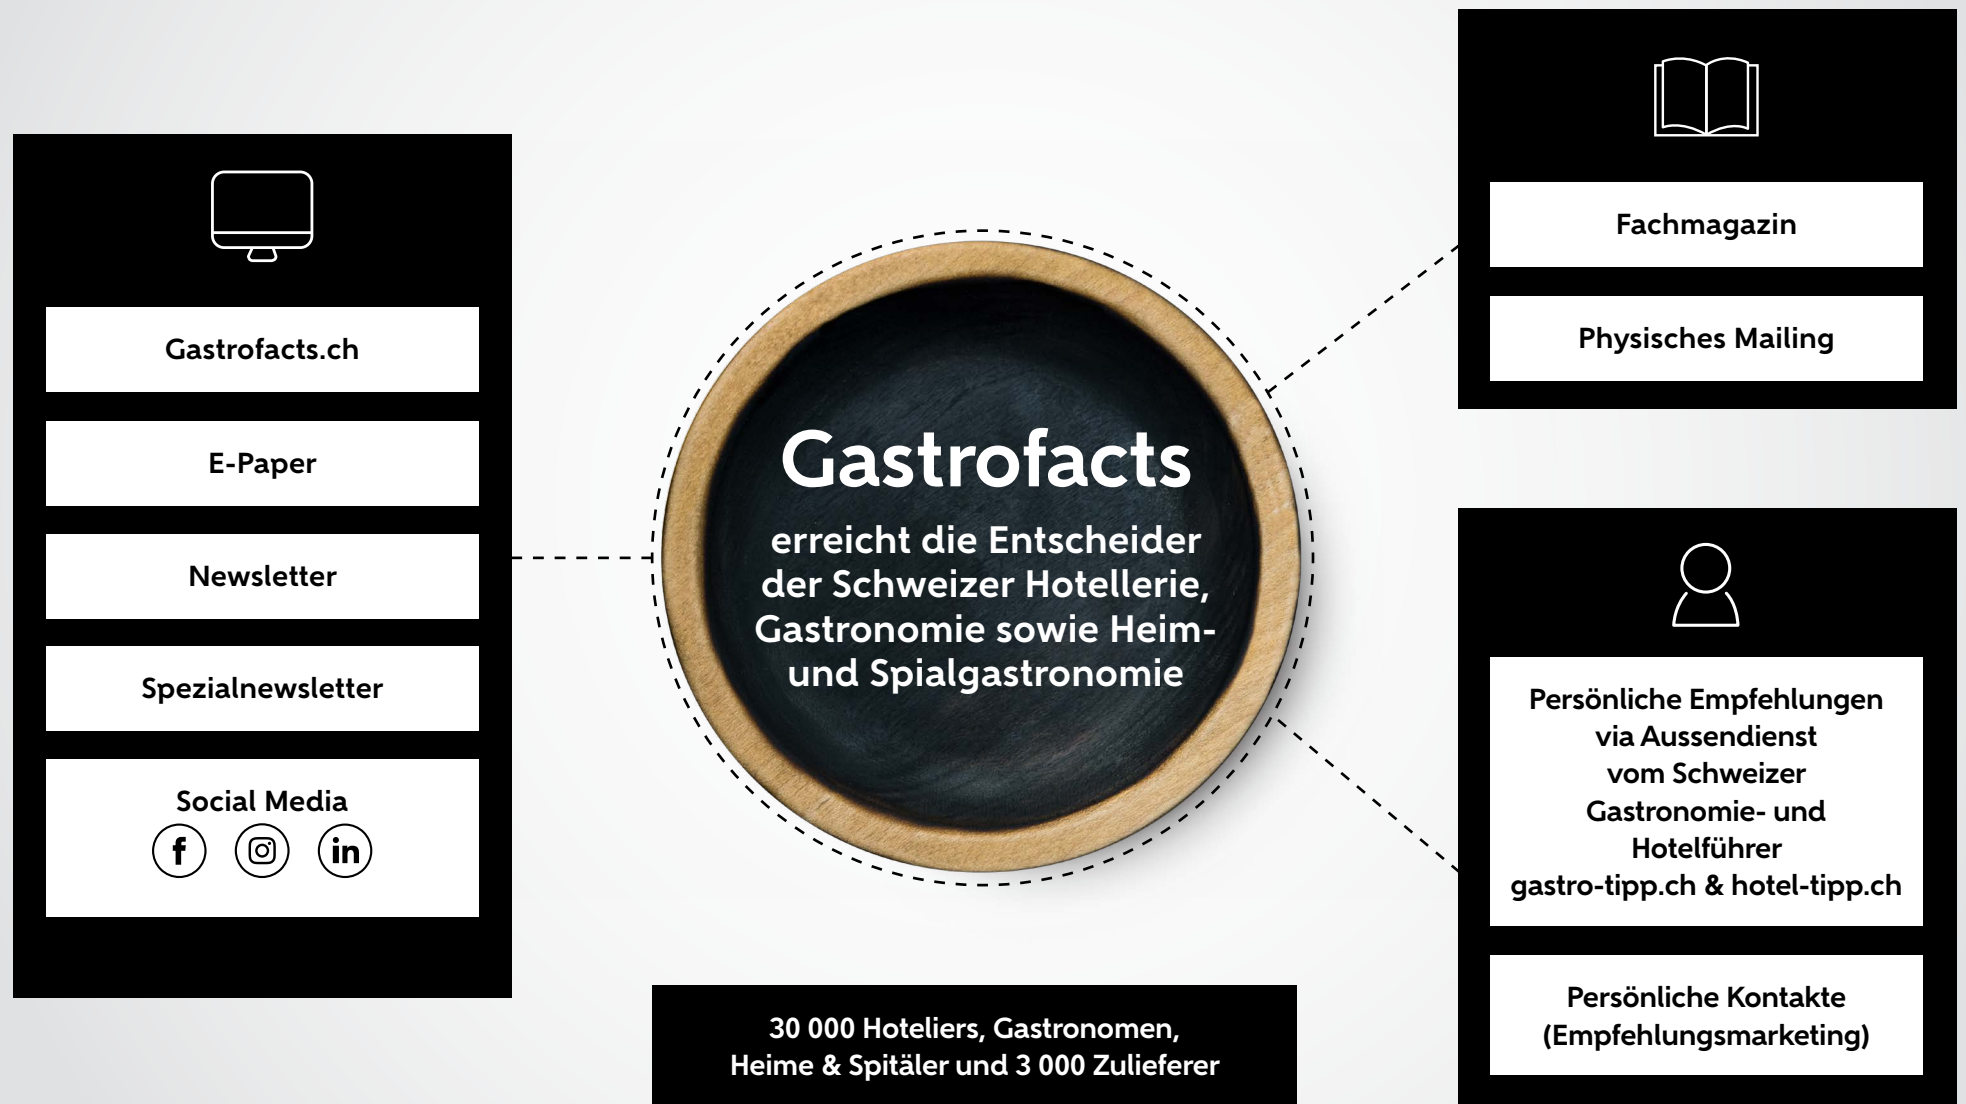 Gastrofacts.ch
E-Paper
Newsletter
Spezialnewsletter
Social Media
f
in
Gastrofacts
erreicht die Entscheider
der Schweizer Hotellerie,
Gastronomie sowie Heim-
und Spialgastronomie
30 000 Hoteliers, Gastronomen,
Heime & Spitäler und 3 000 Zulieferer
Fachmagazin
Physisches Mailing
Persönliche Empfehlungen
via Aussendienst
vom Schweizer
Gastronomie- und
Hotelführer
gastro-tipp.ch & hotel-tipp.ch
Persönliche Kontakte
(Empfehlungsmarketing)